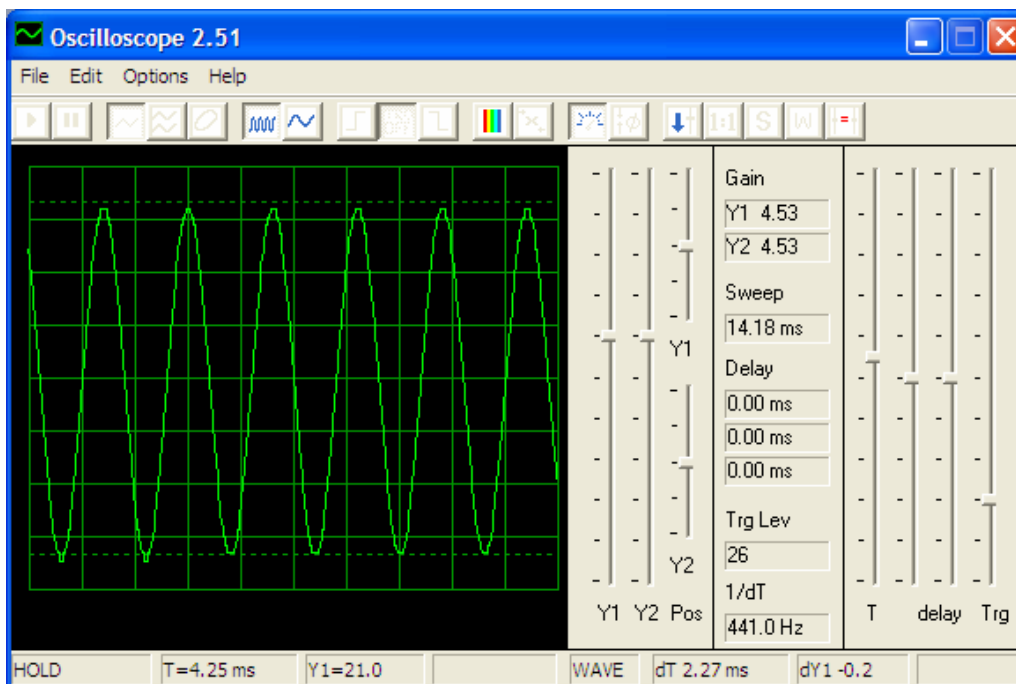 Oscilloscope 2.51
File Edit Options Help
1:1 S W
Gain
Y1 4.53
Y2 4.53
Sweep
14.18 ms
Y1
Delay
0.00 ms
0.00 ms
0.00 ms
Trg Lev
26
Y2
1/dT
441.0 Hz
Y1 Y2 Pos
T delay Trg
HOLD T=4.25 ms Y1=21.0 WAVE dT 2.27 ms dY1 -0.2